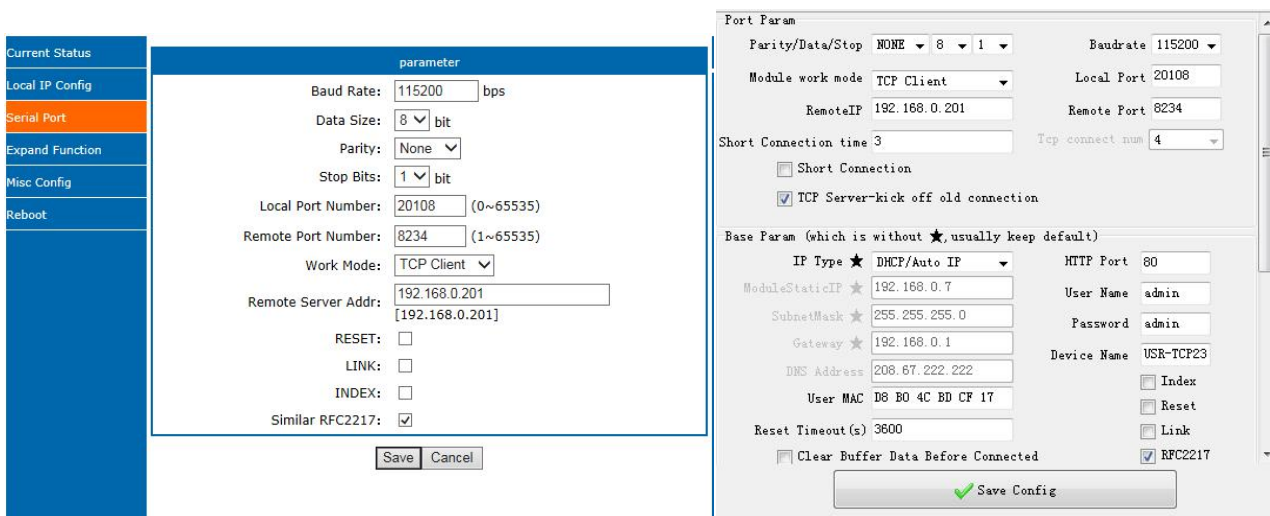 Current Status
Local IP Config
Serial Port
Expand Function
Misc Config
Reboot
parameter
Baud Rate: 115200 bps
Data Size: 8 bit
Parity: None
Stop Bits: 1 bit
Local Port Number: 20108 (0~65535)
Remote Port Number: 8234 (1~65535)
Work Mode: TCP Client
Remote Server Addr: 192.168.0.201
[192.168.0.201]
RESET:
LINK:
INDEX:
Similar RFC2217:
Save Cancel
Port Param
Parity/Data/Stop NONE 8 1 Baudrate 115200
Module work mode TCP Client Local Port 20108
RemoteIP 192.168.0.201 Remote Port 8234
Short Connection time 3 Tcp connect num 4
Short Connection
TCP Server-kick off old connection
Base Param (which is without ★,usually keep default)
IP Type ★ DHCP/Auto IP HTTP Port 80
ModuleStaticIP ★ 192.168.0.7 User Name admin
SubnetMask ★ 255.255.255.0 Password admin
Gateway ★ 192.168.0.1 Device Name USR-TCP23
DNS Address 208.67.222.222 Index
User MAC D8 B0 4C BD CF 17 Reset
Reset Timeout(s) 3600 Link
Clear Buffer Data Before Connected RFC2217
Save Config